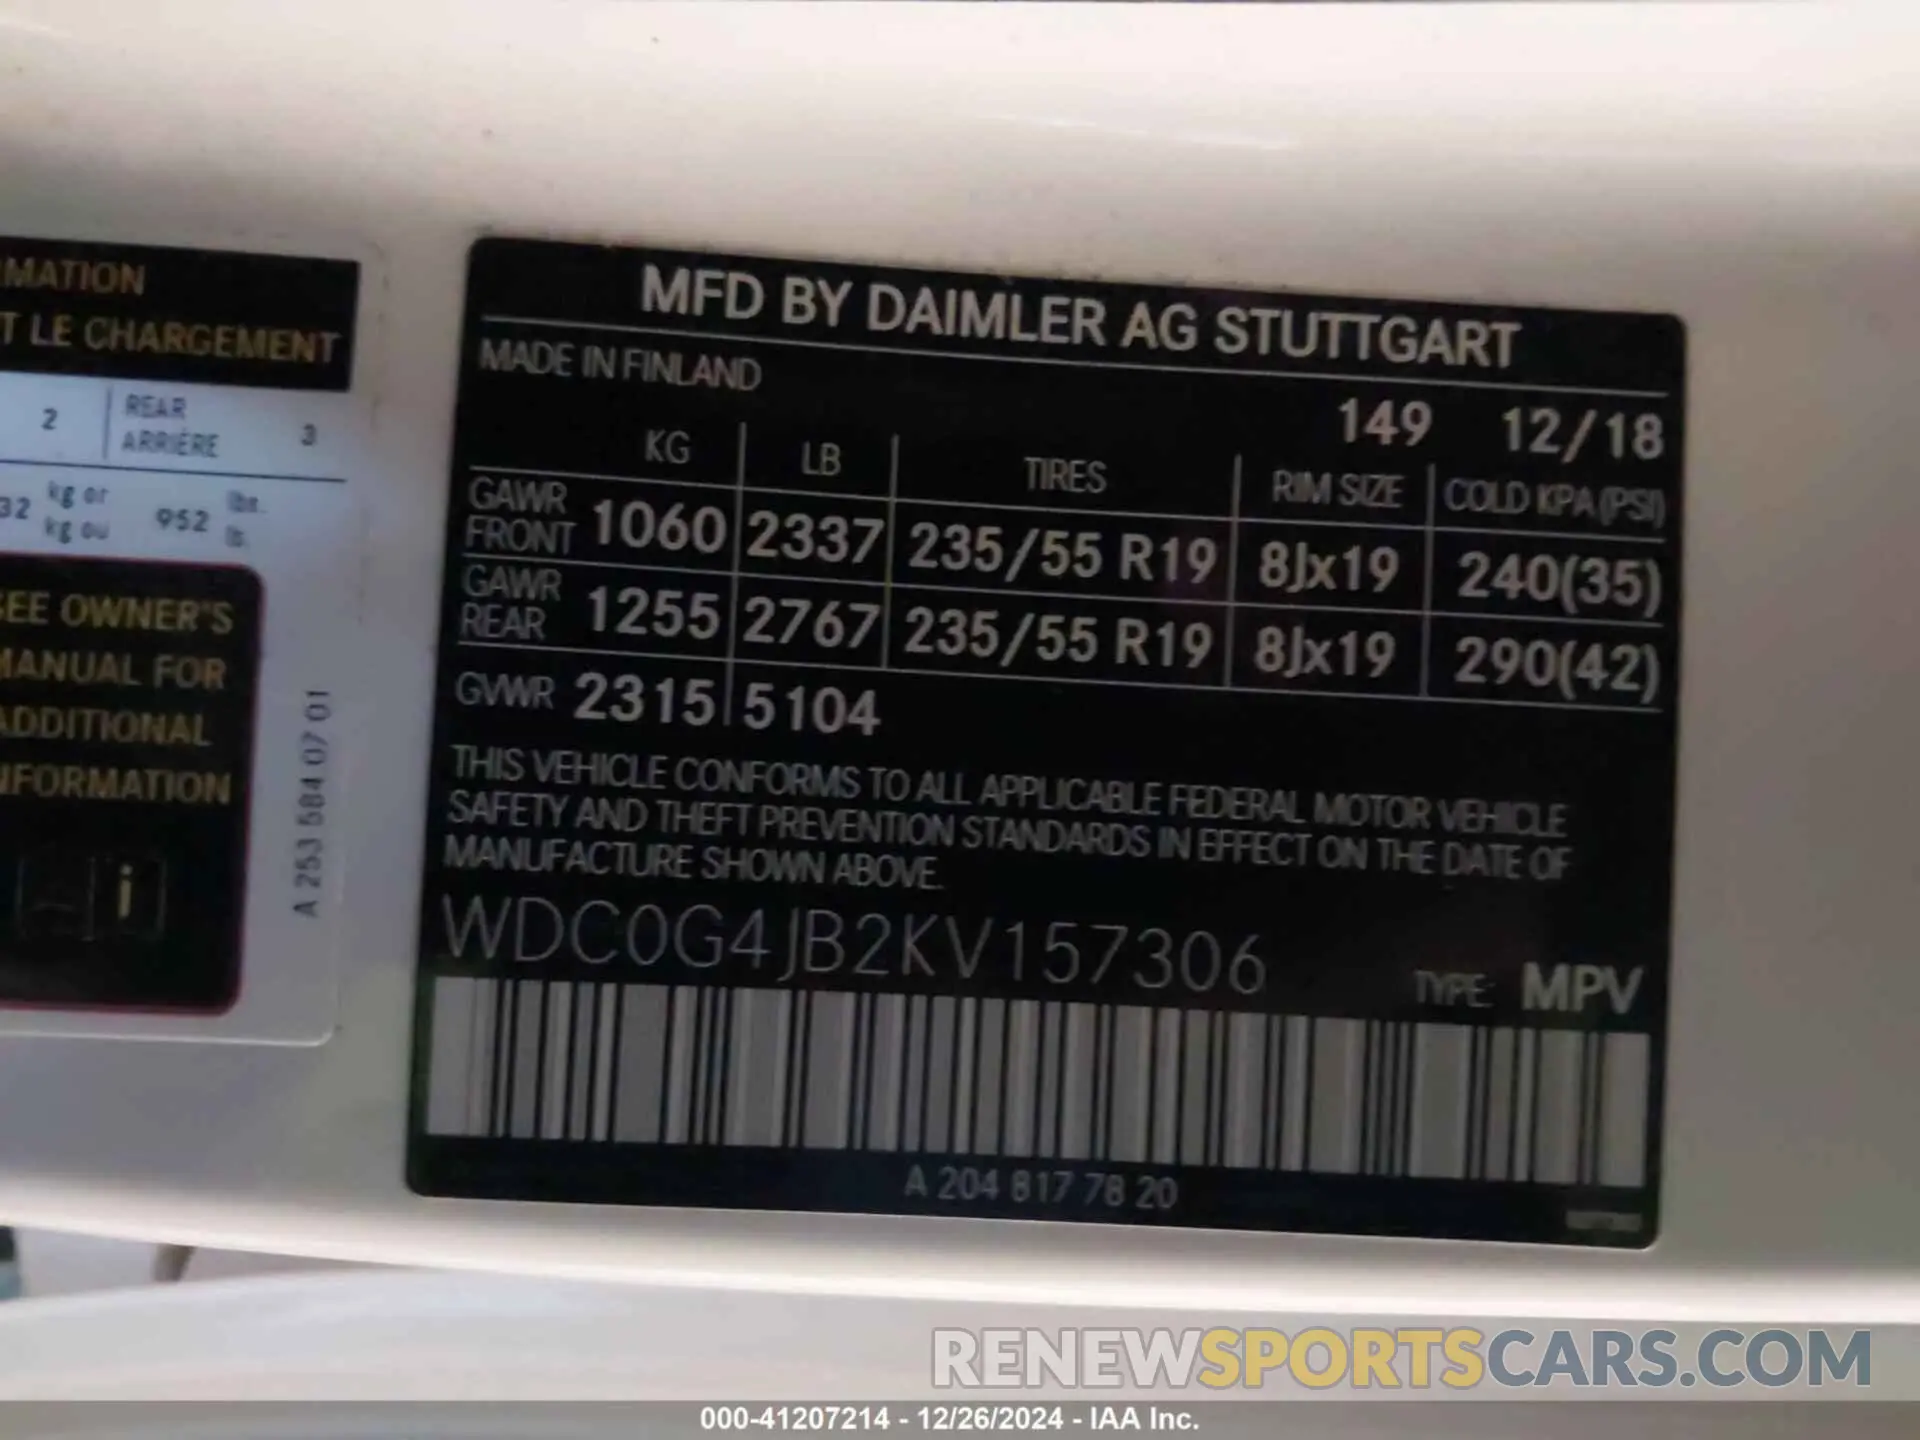 MATION
T LE CHARGEMENT
2 REAR ARRIÈRE 3
32 kg or kg ou 952 lbs. lb.
SEE OWNER'S
MANUAL FOR
ADDITIONAL
INFORMATION
i
A 253 584 07 01
MFD BY DAIMLER AG STUTTGART
MADE IN FINLAND
149 12/18
KG LB TIRES RIM SIZE COLD KPA (PSI)
GAWR FRONT 1060 2337 235/55 R19 8Jx19 240(35)
GAWR REAR 1255 2767 235/55 R19 8Jx19 290(42)
GVWR 2315 5104
THIS VEHICLE CONFORMS TO ALL APPLICABLE FEDERAL MOTOR VEHICLE
SAFETY AND THEFT PREVENTION STANDARDS IN EFFECT ON THE DATE OF
MANUFACTURE SHOWN ABOVE.
WDC0G4JB2KV157306
TYPE: MPV
A 204 817 78 20
RENEWSPORTSCARS.COM
000-41207214 - 12/26/2024 - IAA Inc.